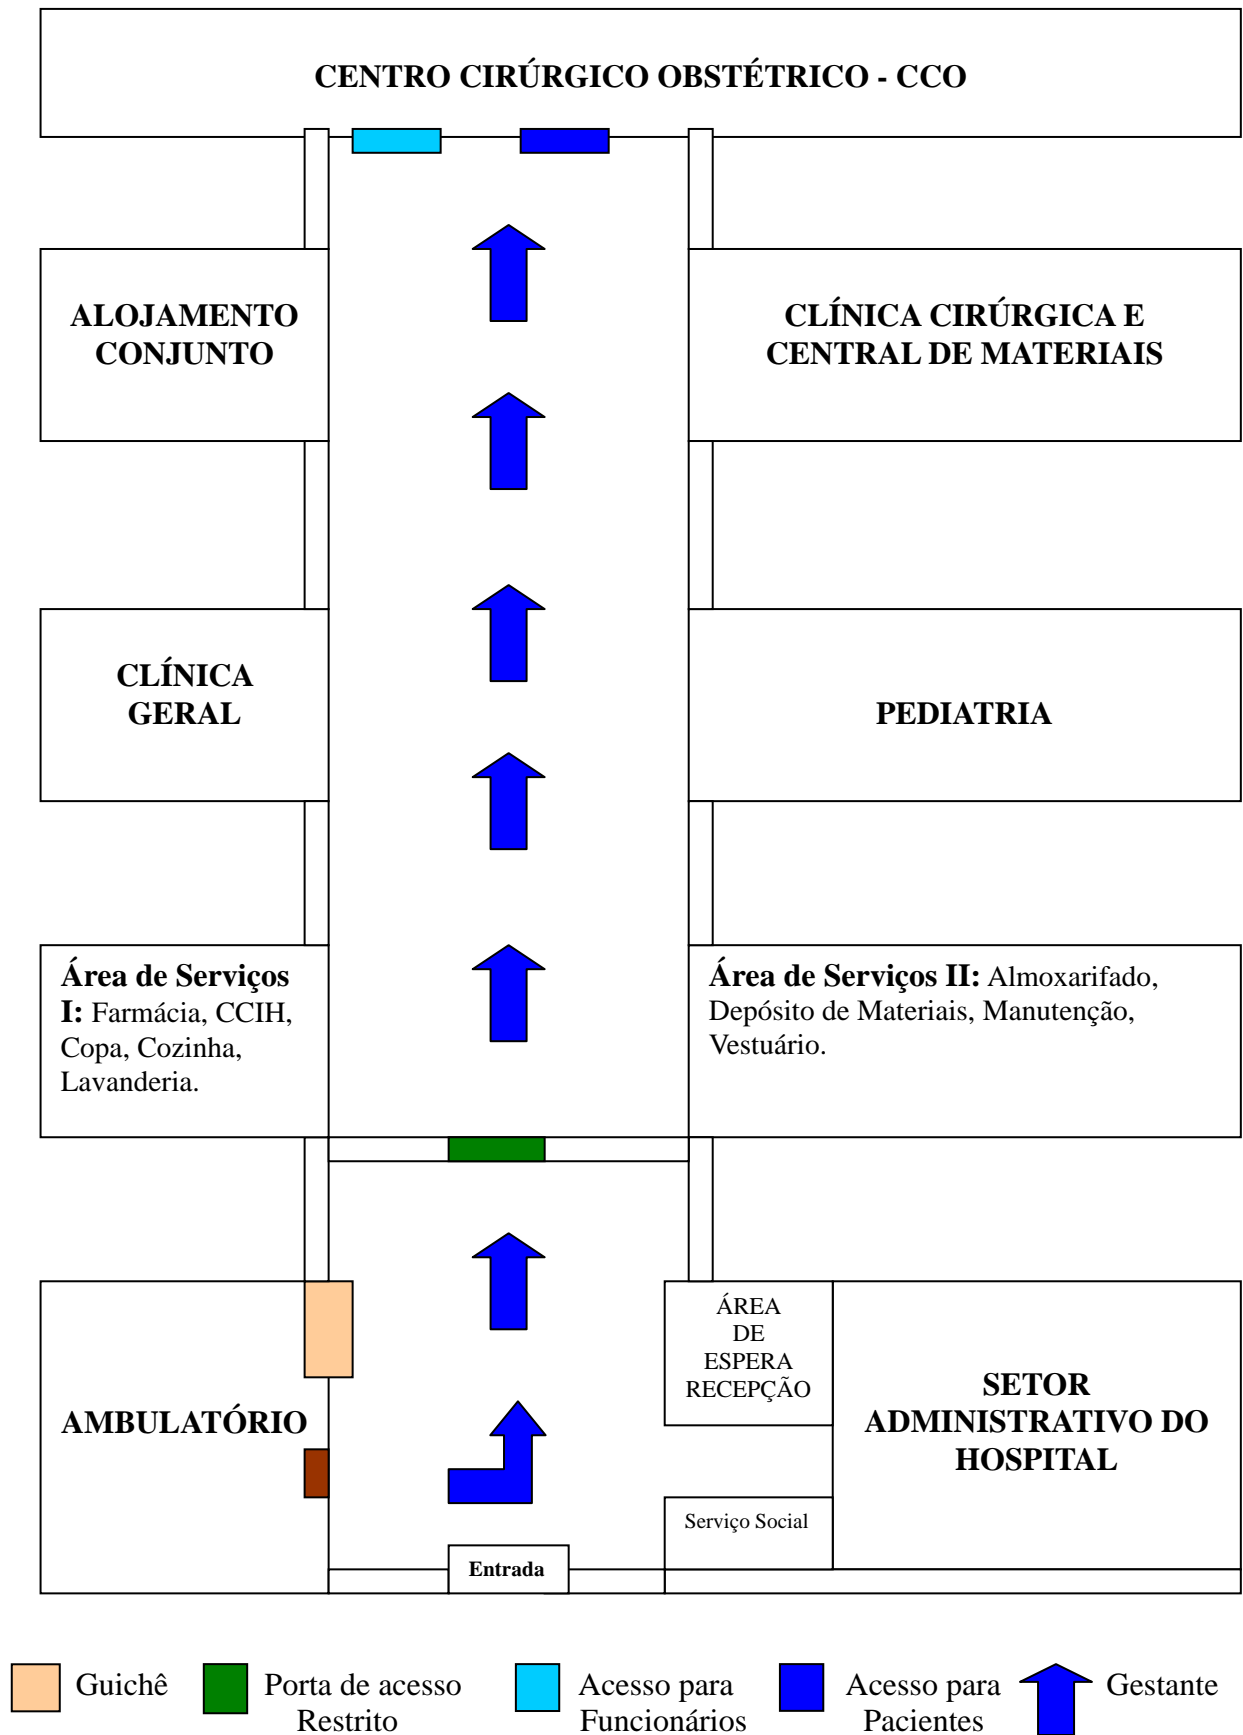 CENTRO CIRÚRGICO OBSTÉTRICO - CCO
ALOJAMENTO
CONJUNTO
CLÍNICA CIRÚRGICA E
CENTRAL DE MATERIAIS
CLÍNICA
GERAL
PEDIATRIA
Área de Serviços
I: Farmácia, CCIH,
Copa, Cozinha,
Lavanderia.
Área de Serviços II: Almoxarifado,
Depósito de Materiais, Manutenção,
Vestuário.
AMBULATÓRIO
ÁREA
DE
ESPERA
RECEPÇÃO
SETOR
ADMINISTRATIVO DO
HOSPITAL
Serviço Social
Entrada
Guichê
Porta de acesso
Restrito
Acesso para
Funcionários
Acesso para
Pacientes
Gestante